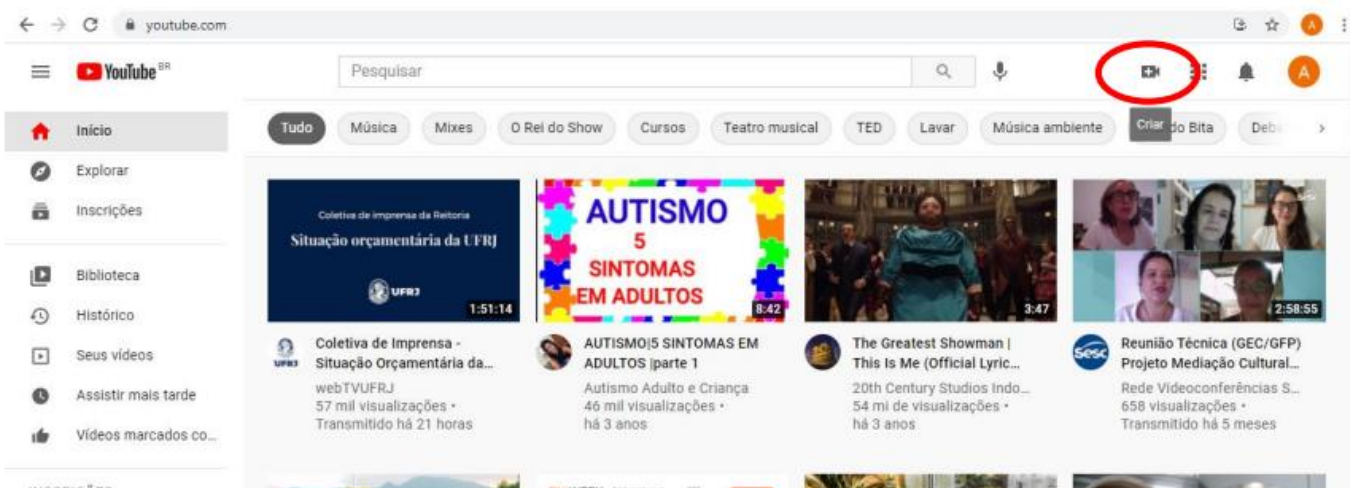 youtube.com
A
YouTube BR
Pesquisar
A
Início
Explorar
Inscrições
Biblioteca
Histórico
Seus vídeos
Assistir mais tarde
Vídeos marcados co...
Tudo Música Mixes O Rei do Show Cursos Teatro musical TED Lavar Música ambiente do Bita
Criar
Coletiva de imprensa da Reitoria
Situação orçamentária da UFRJ
UFRJ
1:51:14
Coletiva de Imprensa -
Situação Orçamentária da...
UFRJ
webTVUFRJ
57 mil visualizações •
Transmitido há 21 horas
AUTISMO
5
SINTOMAS
EM ADULTOS
8:42
AUTISMO|5 SINTOMAS EM
ADULTOS |parte 1
Autismo Adulto e Criança
46 mil visualizações •
há 3 anos
3:47
The Greatest Showman |
This Is Me (Official Lyric...
20th Century Studios Indo...
54 mi de visualizações •
há 3 anos
2:58:55
Sesc
Reunião Técnica (GEC/GFP)
Projeto Mediação Cultural...
Rede Videoconferências S...
658 visualizações •
Transmitido há 5 meses